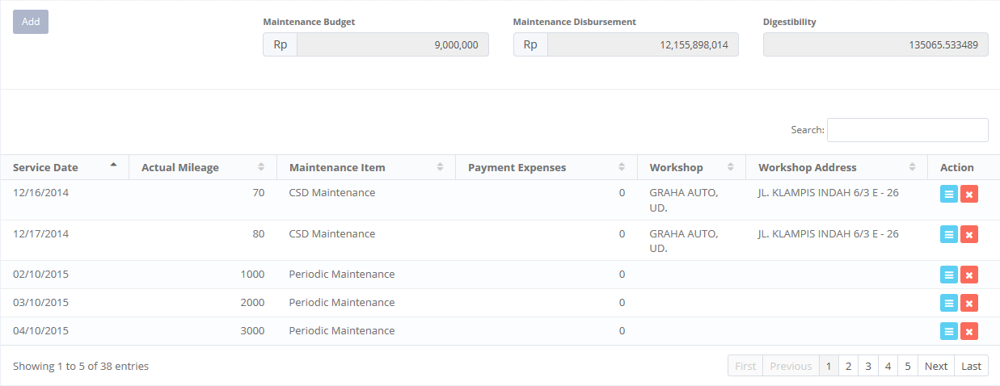 Add
Maintenance Budget
Rp 9,000,000
Maintenance Disbursement
Rp 12,155,898,014
Digestibility
135065.533489
Search:
Service Date Actual Mileage Maintenance Item Payment Expenses Workshop Workshop Address Action
12/16/2014 70 CSD Maintenance 0 GRAHA AUTO, JL. KLAMPIS INDAH 6/3 E - 26
UD.
12/17/2014 80 CSD Maintenance 0 GRAHA AUTO, JL. KLAMPIS INDAH 6/3 E - 26
UD.
02/10/2015 1000 Periodic Maintenance 0
03/10/2015 2000 Periodic Maintenance 0
04/10/2015 3000 Periodic Maintenance 0
Showing 1 to 5 of 38 entries First Previous 1 2 3 4 5 Next Last